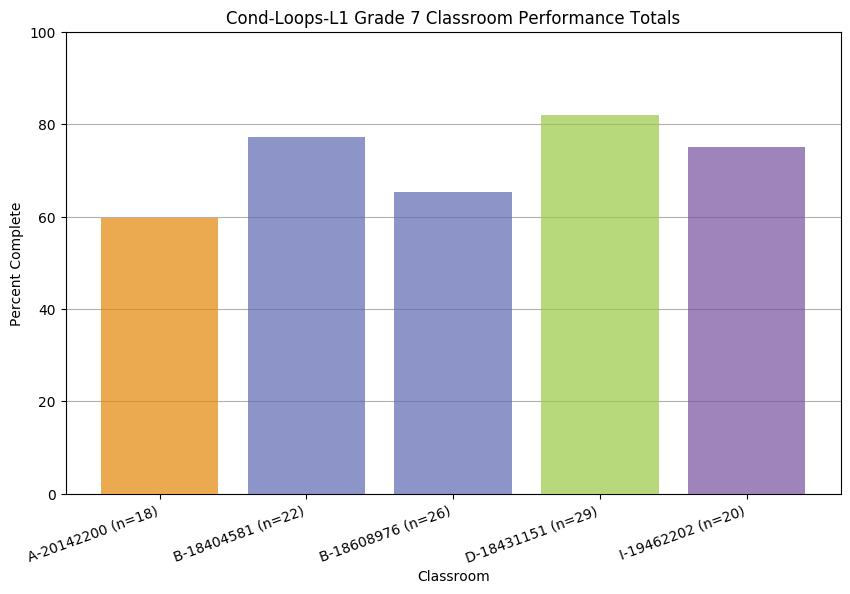 Cond-Loops-L1 Grade 7 Classroom Performance Totals
100
80
60
40
20
0
Percent Complete
A-20142200 (n=18)
B-18404581 (n=22)
B-18608976 (n=26)
D-18431151 (n=29)
I-19462202 (n=20)
Classroom